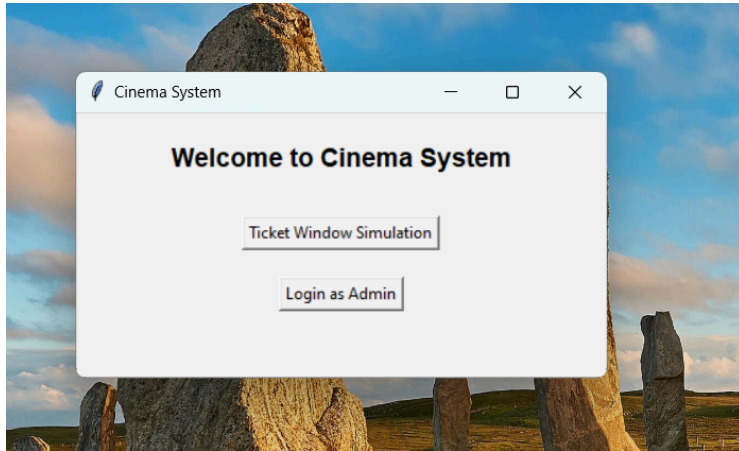 Cinema System
Welcome to Cinema System
Ticket Window Simulation
Login as Admin